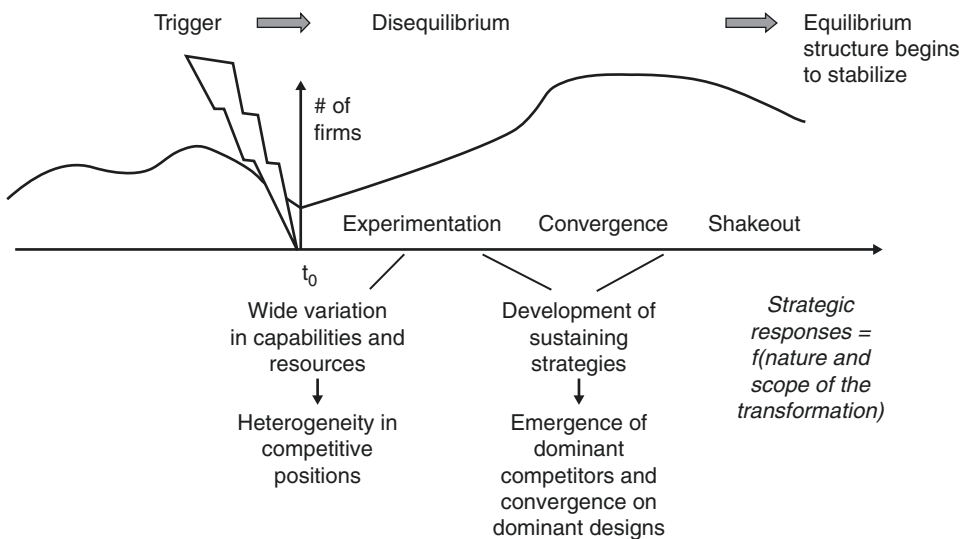 Trigger
Disequilibrium
Equilibrium
structure begins
to stabilize
# of
firms
Experimentation
Convergence
Shakeout
t0
Wide variation
in capabilities and
resources
Heterogeneity in
competitive
positions
Development of
sustaining
strategies
Emergence of
dominant
competitors and
convergence on
dominant designs
Strategic
responses =
f(nature and
scope of the
transformation)